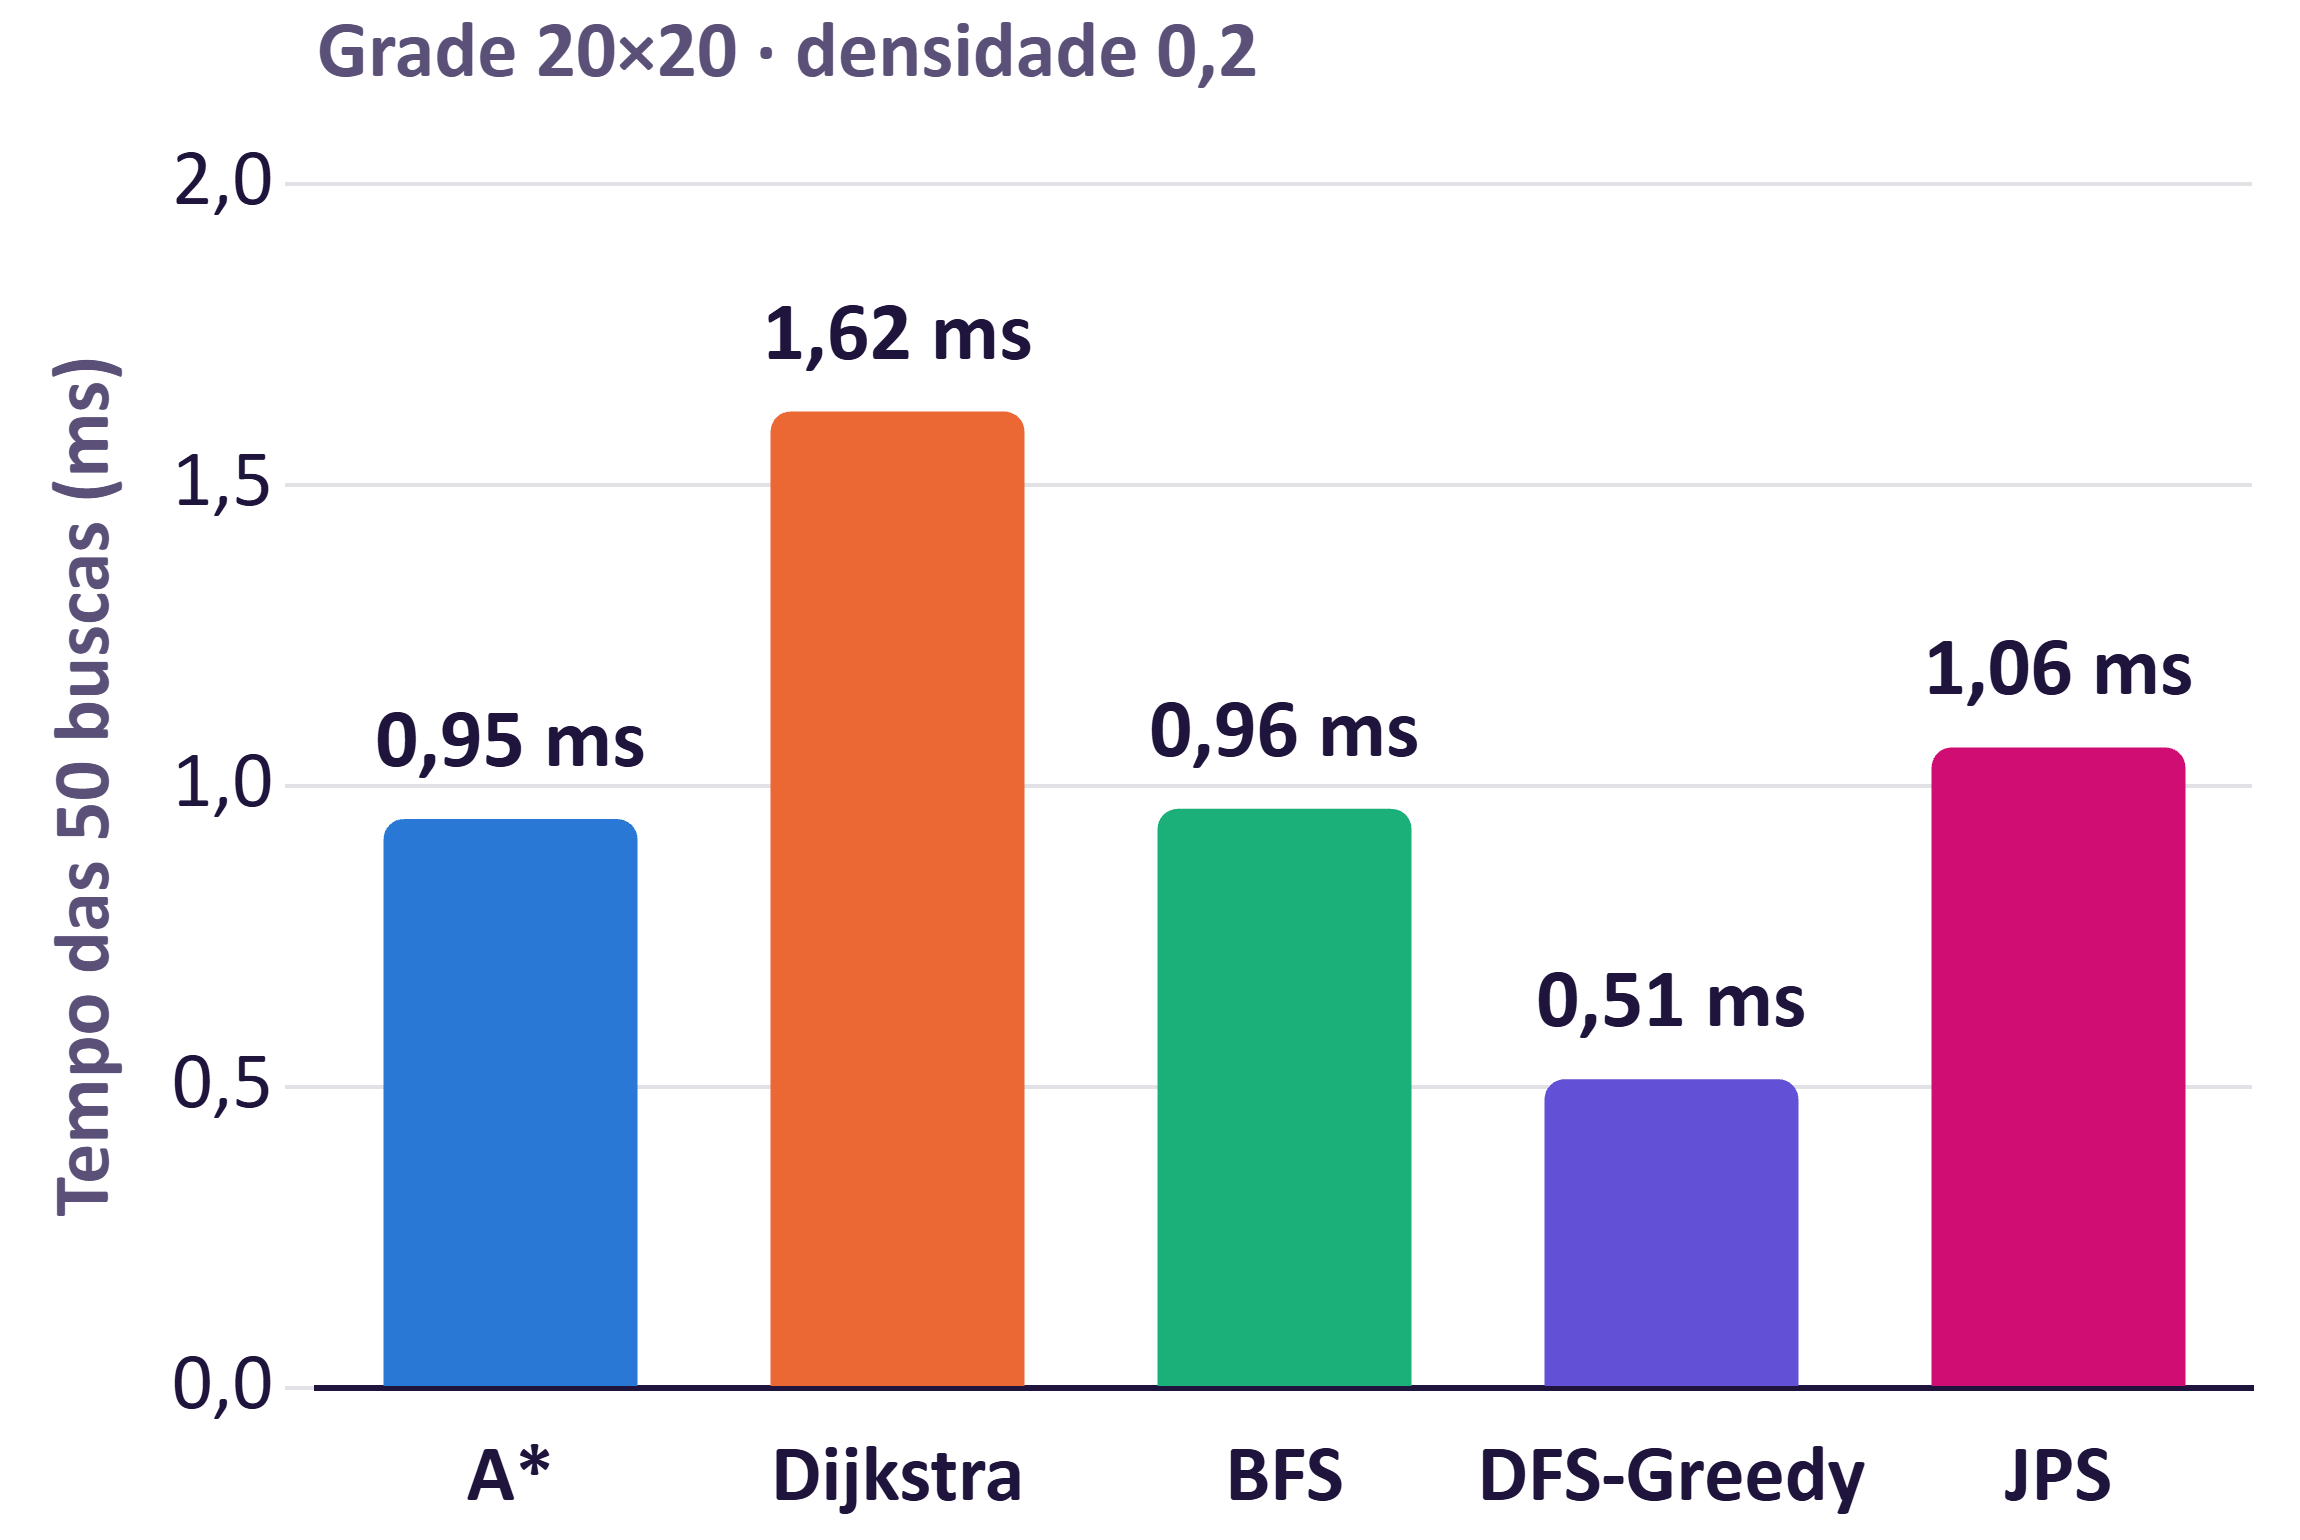 Grade 20×20 · densidade 0,2
Tempo das 50 buscas (ms)
2,0
1,5
1,0
0,5
0,0
0,95 ms
1,62 ms
0,96 ms
0,51 ms
1,06 ms
A*
Dijkstra
BFS
DFS-Greedy
JPS